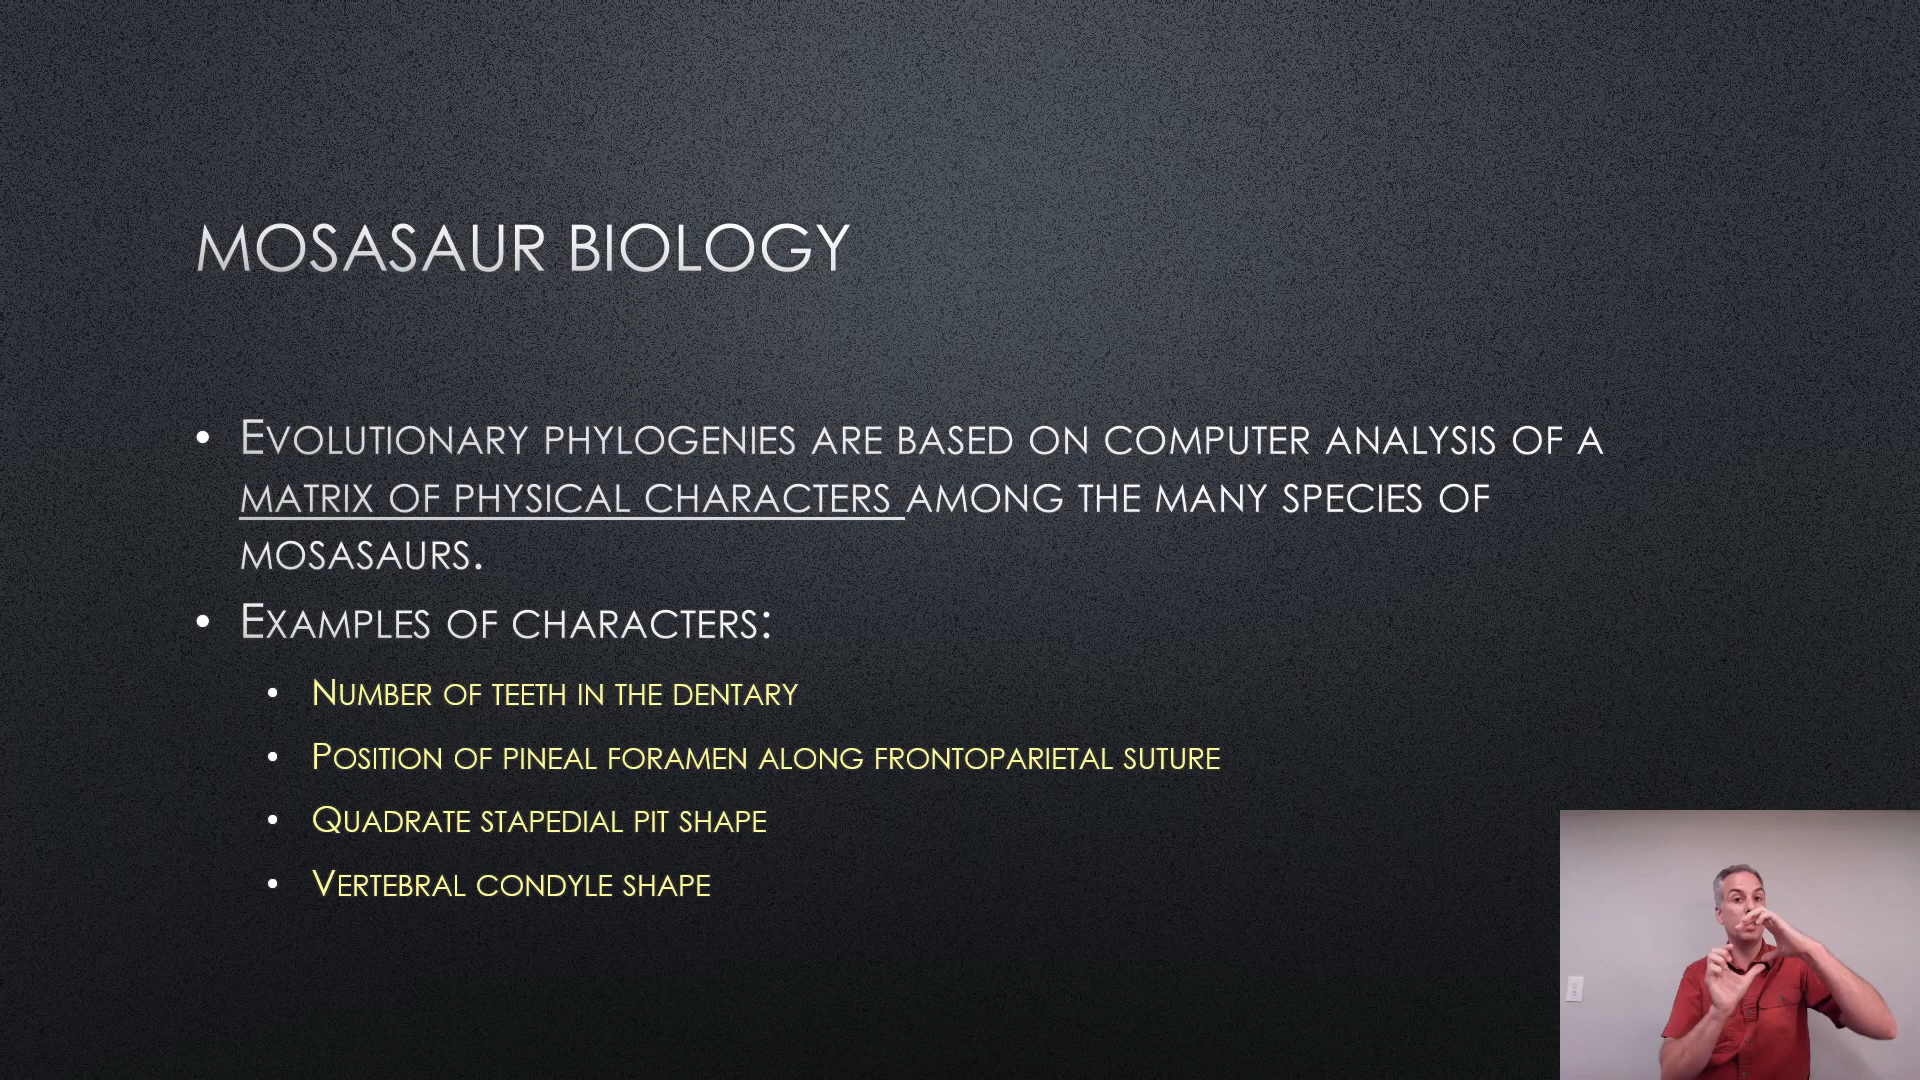 MOSASAUR BIOLOGY
• EVOLUTIONARY PHYLOGENIES ARE BASED ON COMPUTER ANALYSIS OF A
MATRIX OF PHYSICAL CHARACTERS AMONG THE MANY SPECIES OF
MOSASAURS.
• EXAMPLES OF CHARACTERS:
• NUMBER OF TEETH IN THE DENTARY
• POSITION OF PINEAL FORAMEN ALONG FRONTOPARIETAL SUTURE
• QUADRATE STAPEDIAL PIT SHAPE
• VERTEBRAL CONDYLE SHAPE